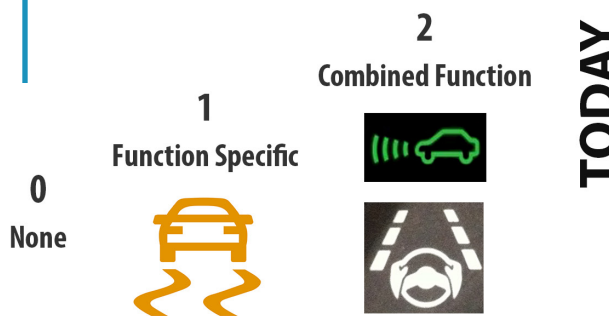 0
None
1
Function Specific
2
Combined Function
TODAY